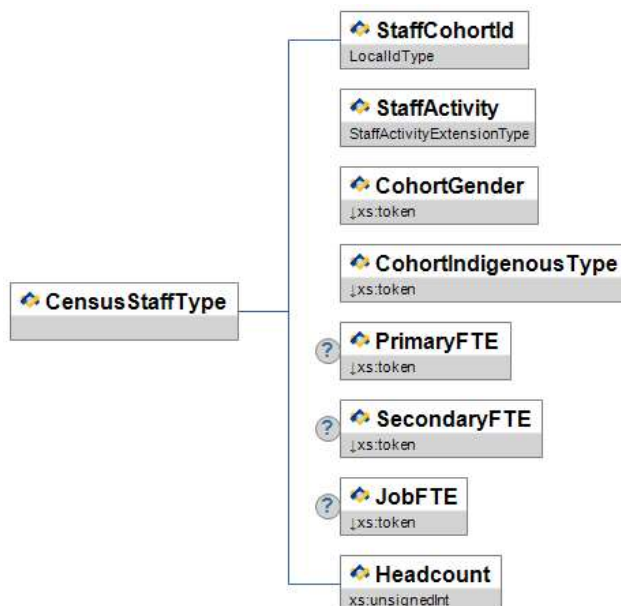 StaffCohortId
LocalIdType
StaffActivity
StaffActivityExtensionType
CohortGender
↓xs:token
CohortIndigenousType
↓xs:token
CensusStaffType
?
PrimaryFTE
↓xs:token
?
SecondaryFTE
↓xs:token
?
JobFTE
↓xs:token
Headcount
xs:unsignedInt